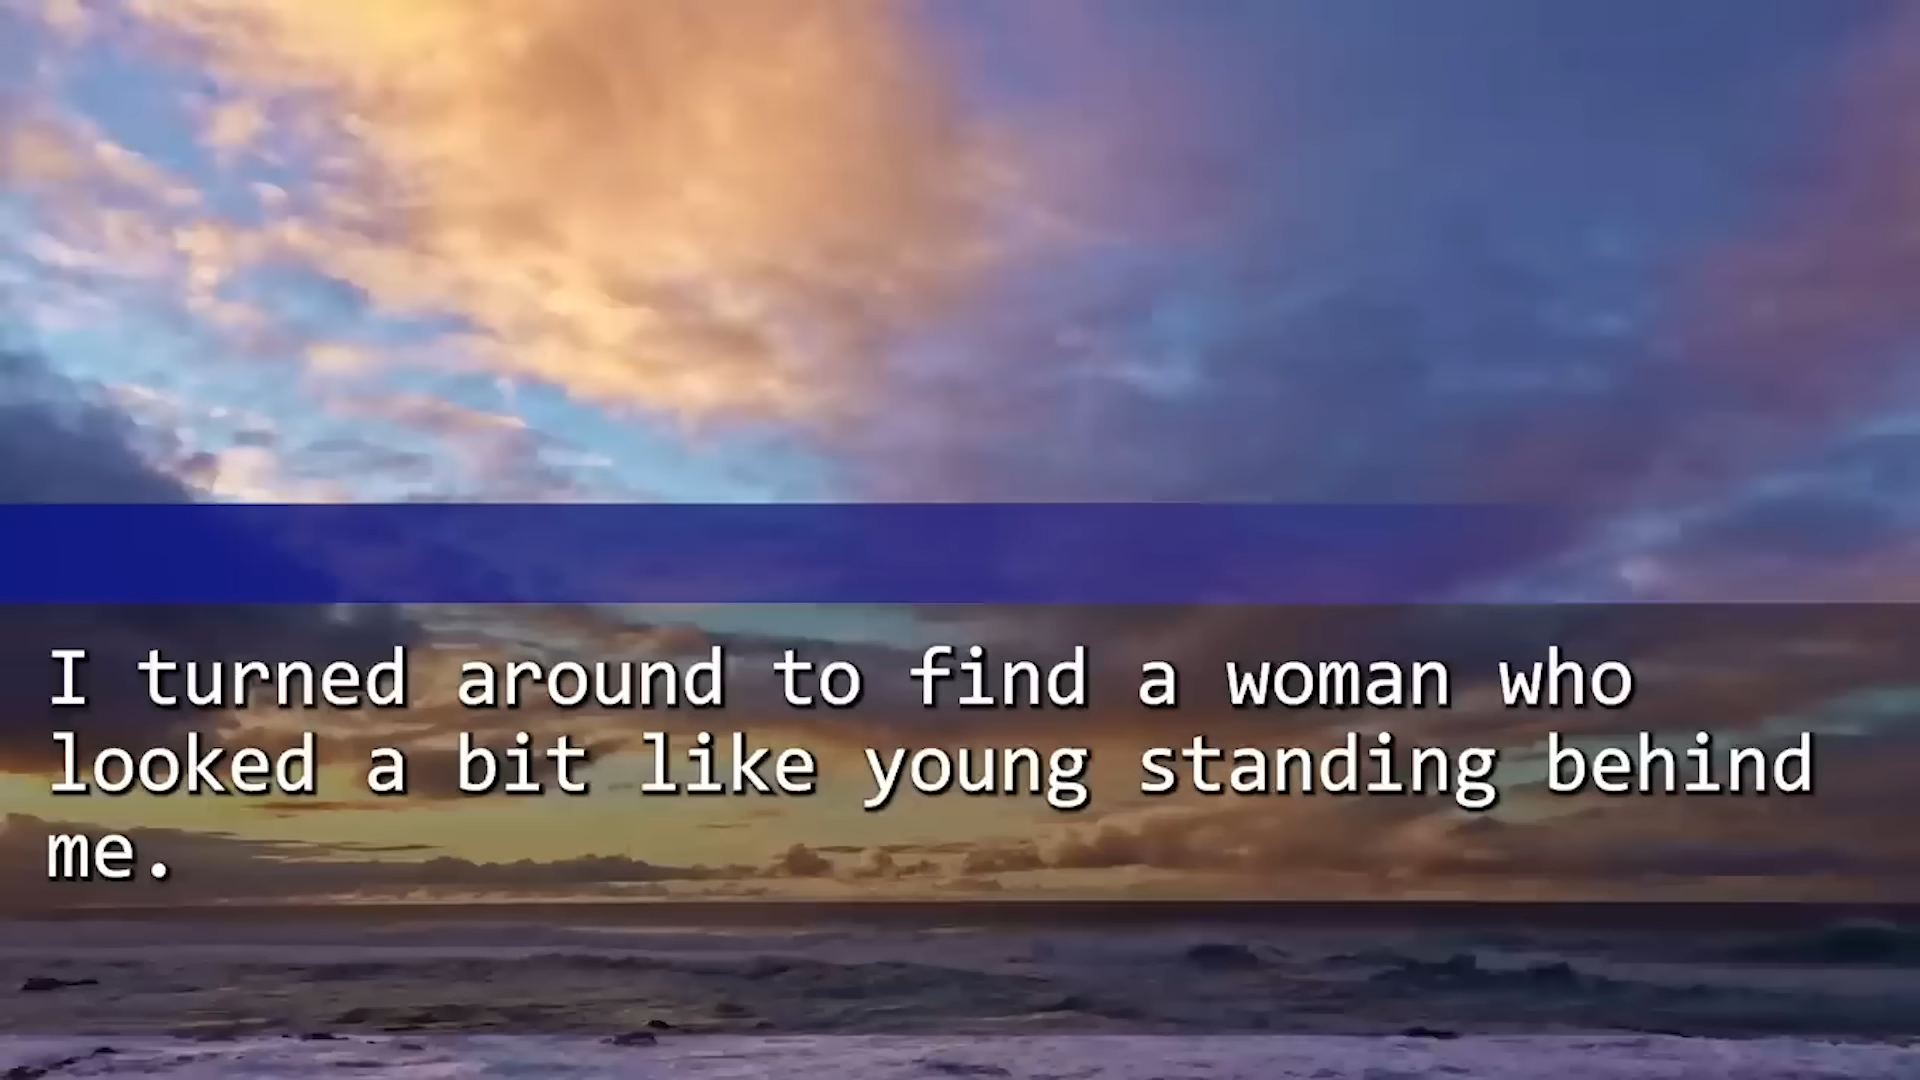 I turned around to find a woman who
looked a bit like young standing behind
me.